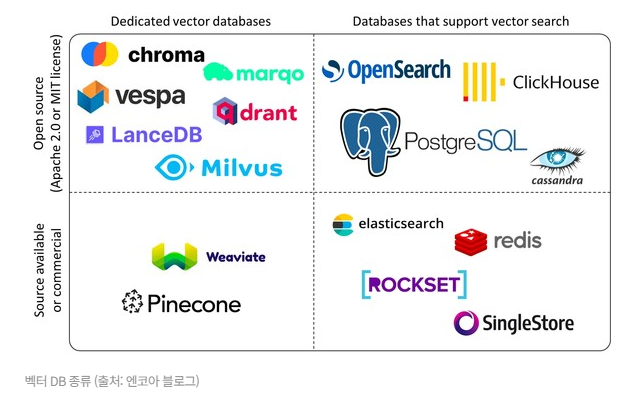 Dedicated vector databases
Databases that support vector search
Open source
(Apache 2.0 or MIT license)
chroma
marqo
vespa
qdrant
LanceDB
Milvus
OpenSearch
ClickHouse
PostgreSQL
cassandra
Source available
or commercial
Weaviate
Pinecone
elasticsearch
redis
ROCKSET
SingleStore
벡터 DB 종류 (출처: 엔코아 블로그)